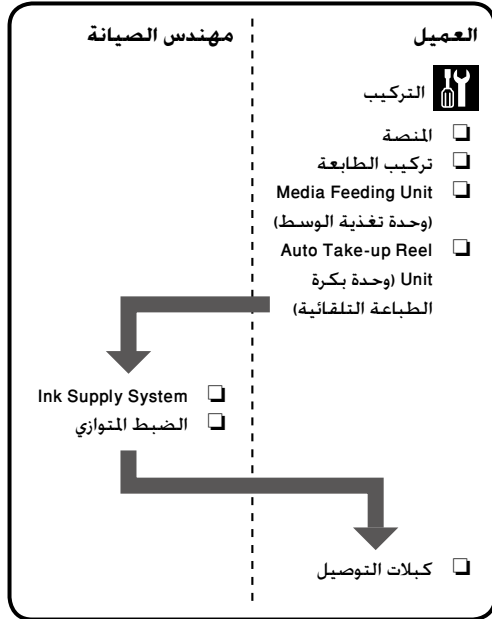 العميل
مهندس الصيانة
التركيب
❏ المنصة
❏ تركيب الطابعة
❏ Media Feeding Unit
(وحدة تغذية الوسط)
❏ Auto Take-up Reel
Unit (وحدة بكرة
الطباعة التلقائية)
❏ Ink Supply System
❏ الضبط المتوازي
❏ كبلات التوصيل